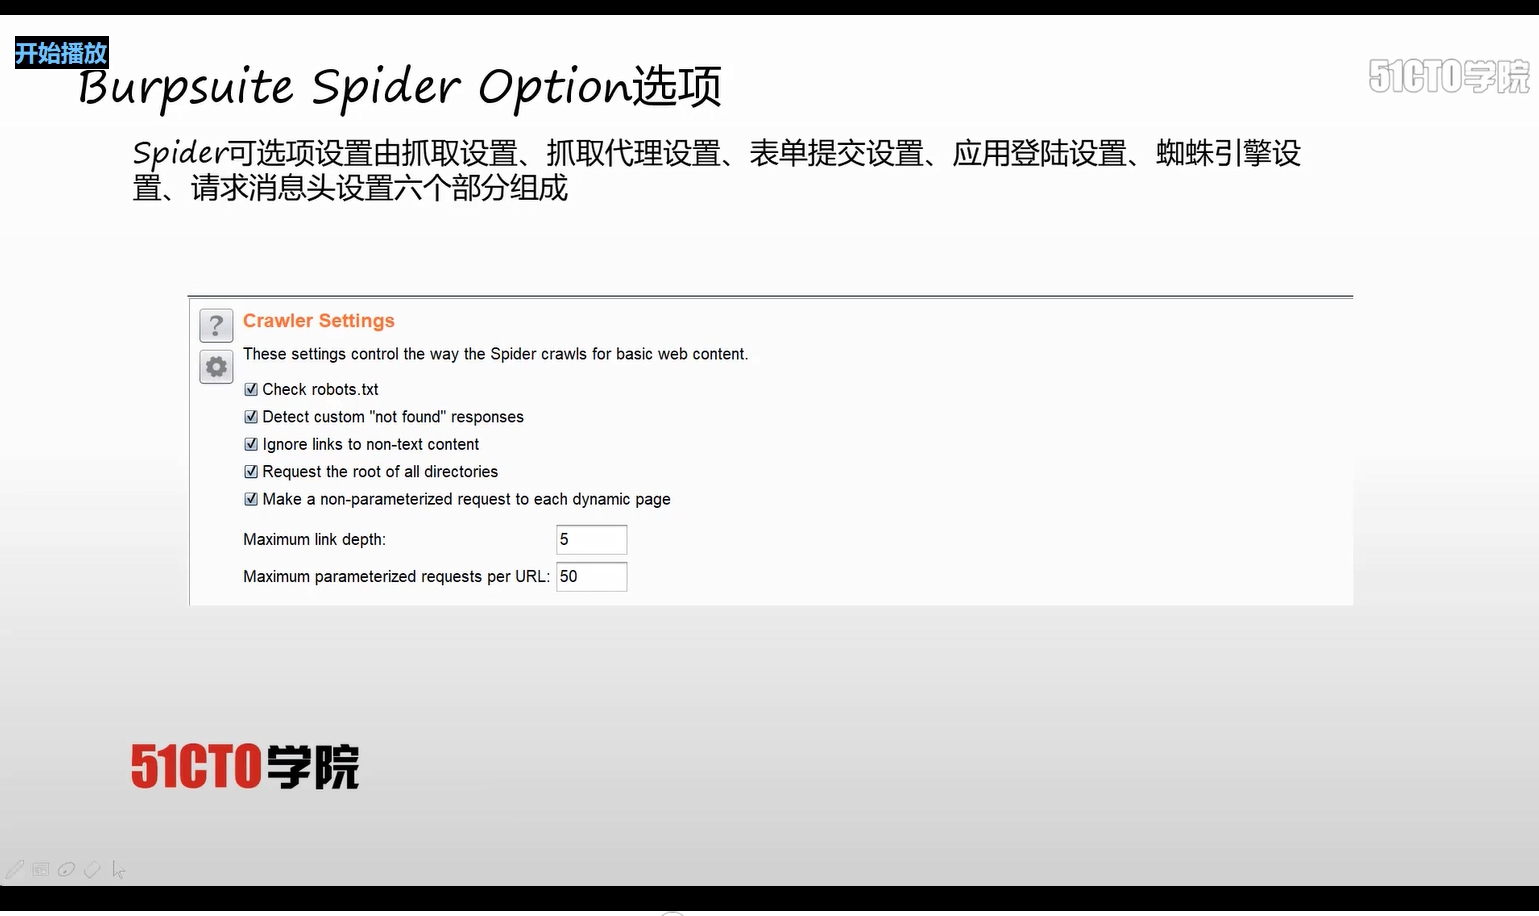 开始播放
Burpsuite Spider Option选项
51CTO学院
Spider可选项设置由抓取设置、抓取代理设置、表单提交设置、应用登陆设置、蜘蛛引擎设
置、请求消息头设置六个部分组成
?
Crawler Settings
These settings control the way the Spider crawls for basic web content.
Check robots.txt
Detect custom "not found" responses
Ignore links to non-text content
Request the root of all directories
Make a non-parameterized request to each dynamic page
Maximum link depth: 5
Maximum parameterized requests per URL: 50
51CTO学院